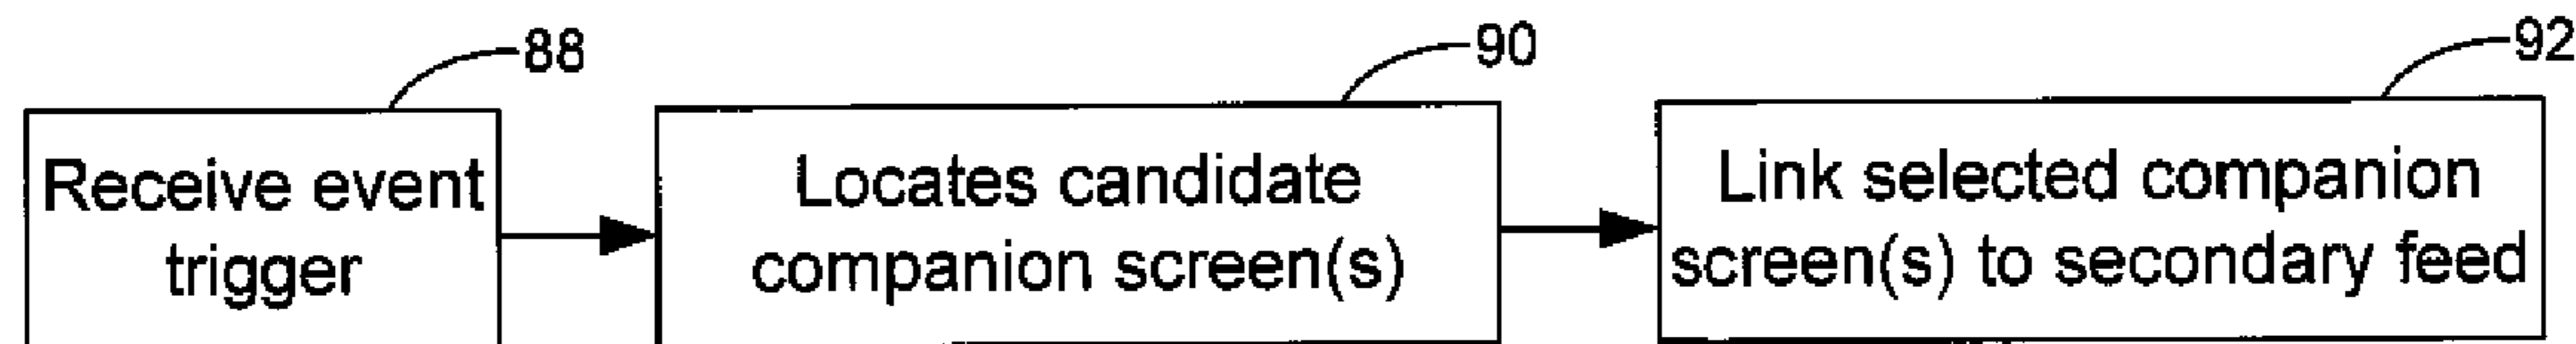 88
90
92
Receive event
trigger
Locates candidate
companion screen(s)
Link selected companion
screen(s) to secondary feed